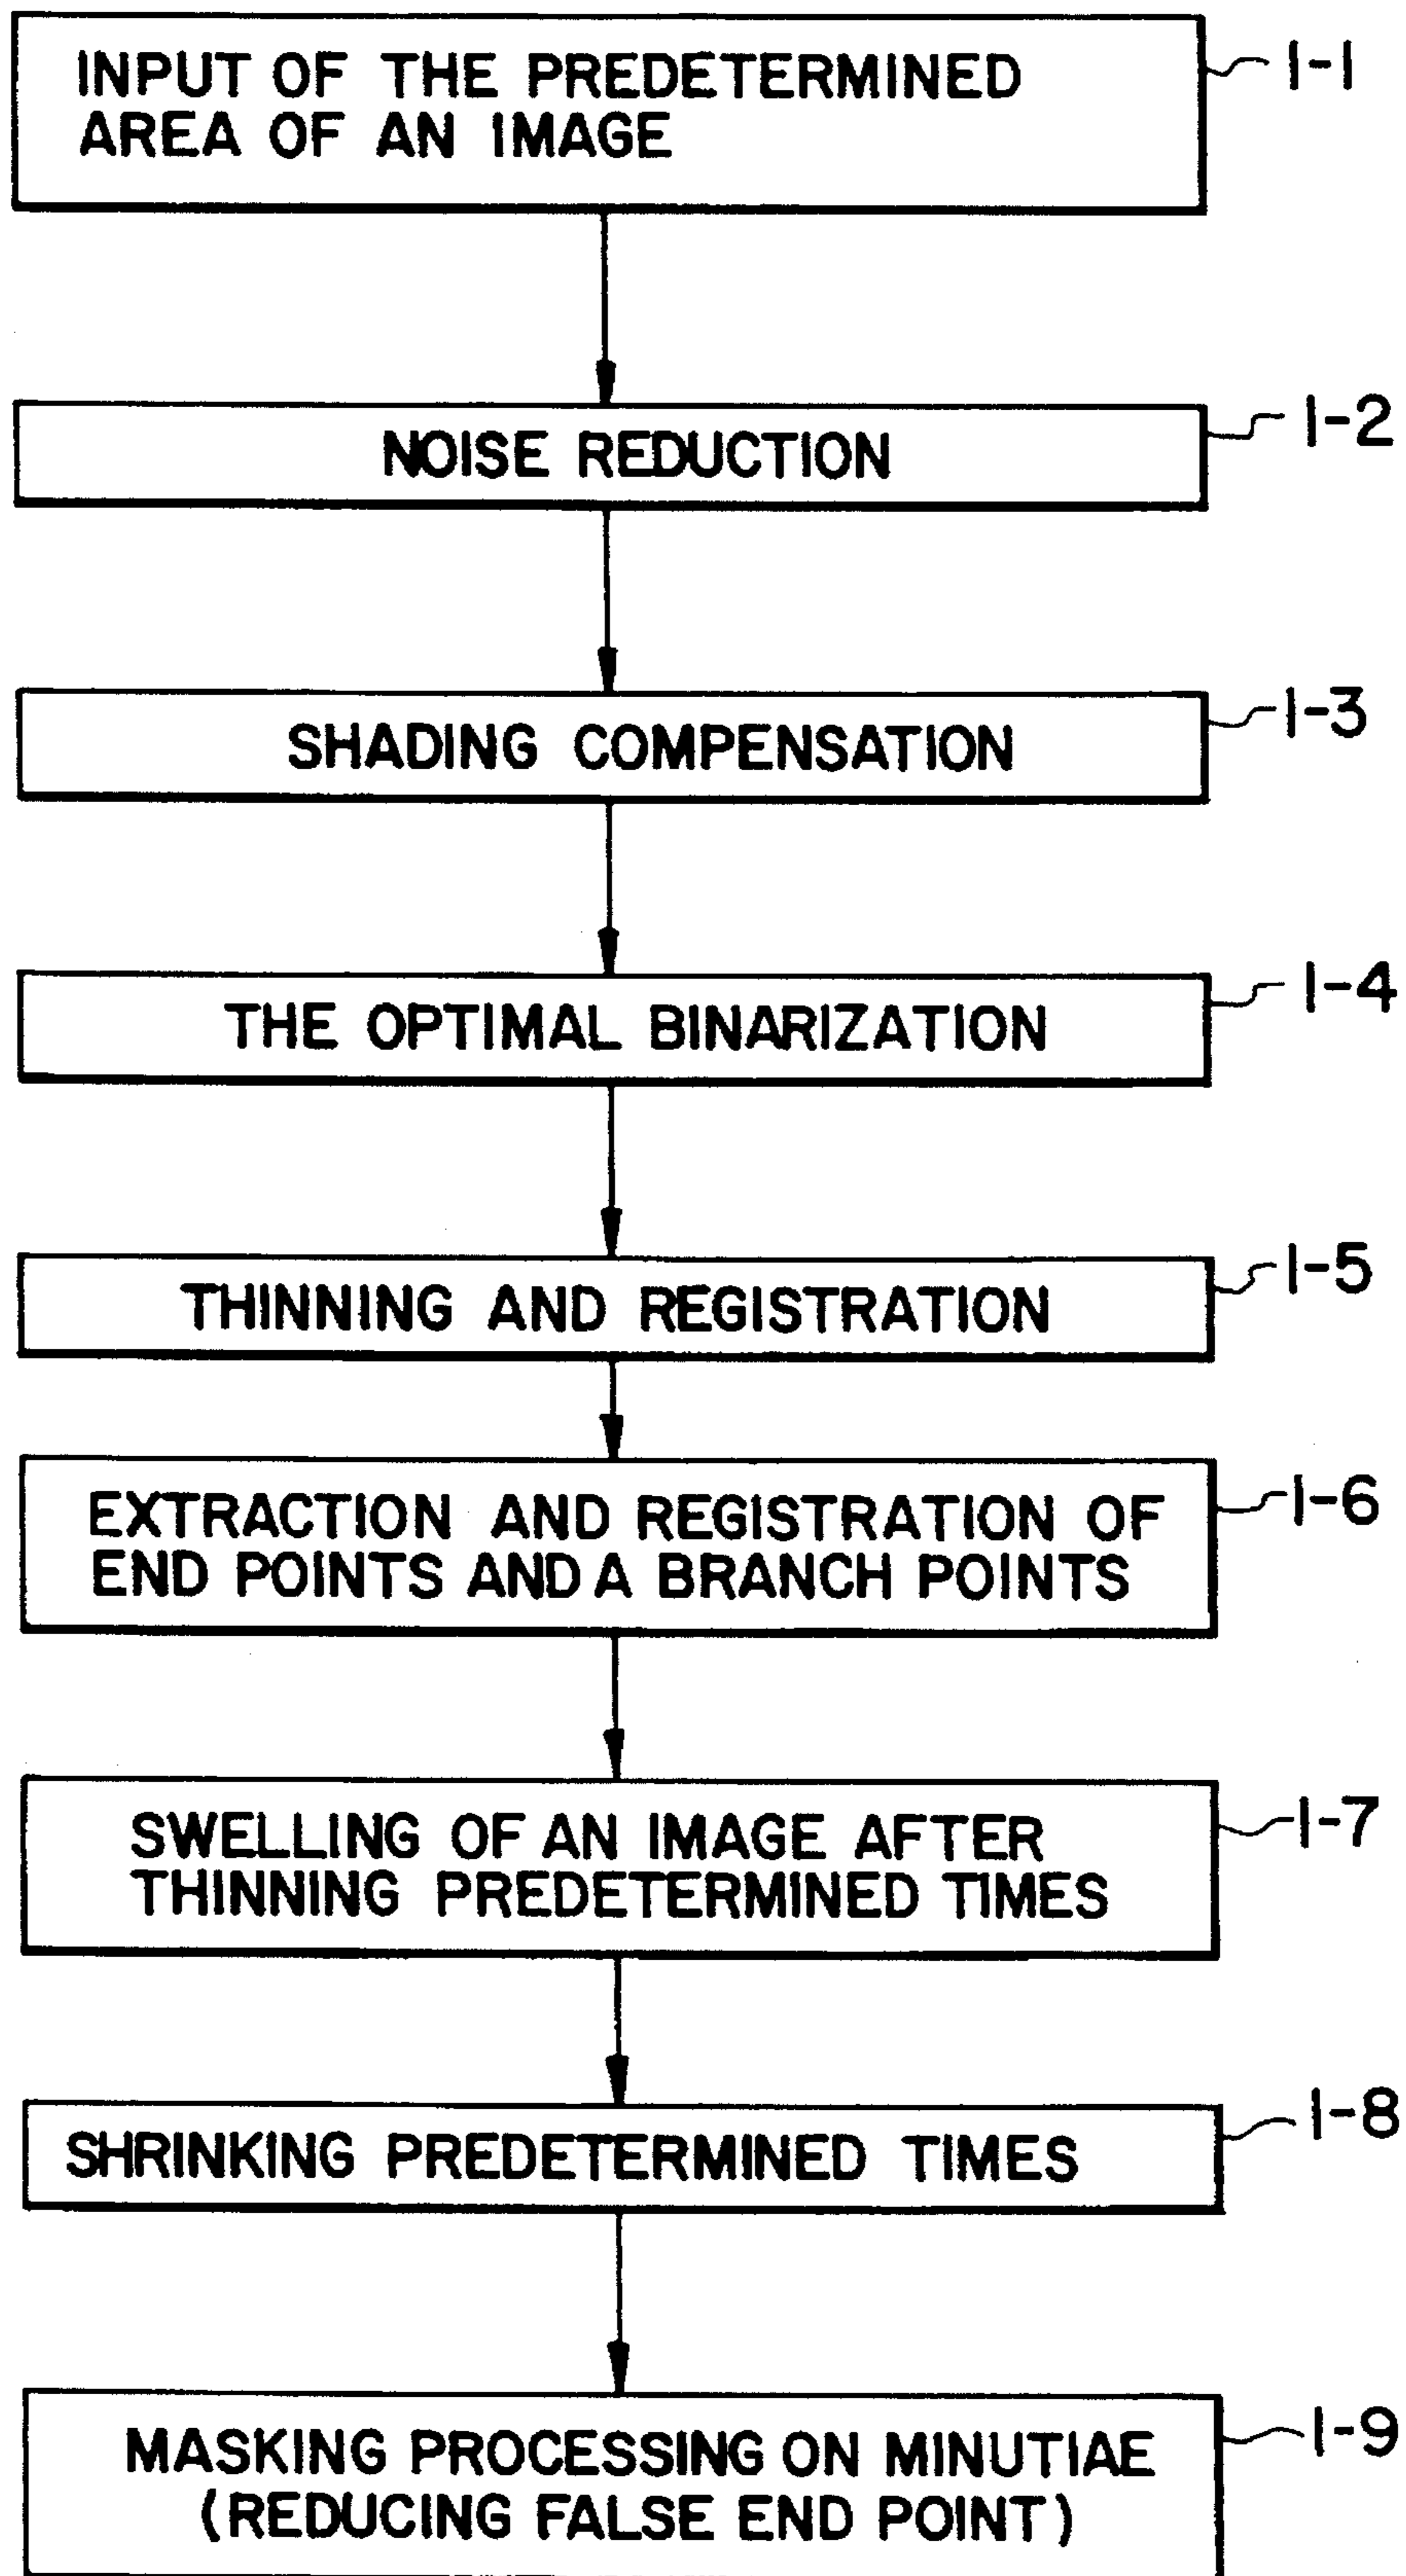 INPUT OF THE PREDETERMINED
AREA OF AN IMAGE
1-1
NOISE REDUCTION
1-2
SHADING COMPENSATION
1-3
THE OPTIMAL BINARIZATION
1-4
THINNING AND REGISTRATION
1-5
EXTRACTION AND REGISTRATION OF
END POINTS AND A BRANCH POINTS
1-6
SWELLING OF AN IMAGE AFTER
THINNING PREDETERMINED TIMES
1-7
SHRINKING PREDETERMINED TIMES
1-8
MASKING PROCESSING ON MINUTIAE
(REDUCING FALSE END POINT)
1-9